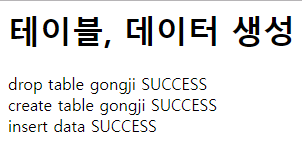 테이블, 데이터 생성
drop table gongji SUCCESS
create table gongji SUCCESS
insert data SUCCESS